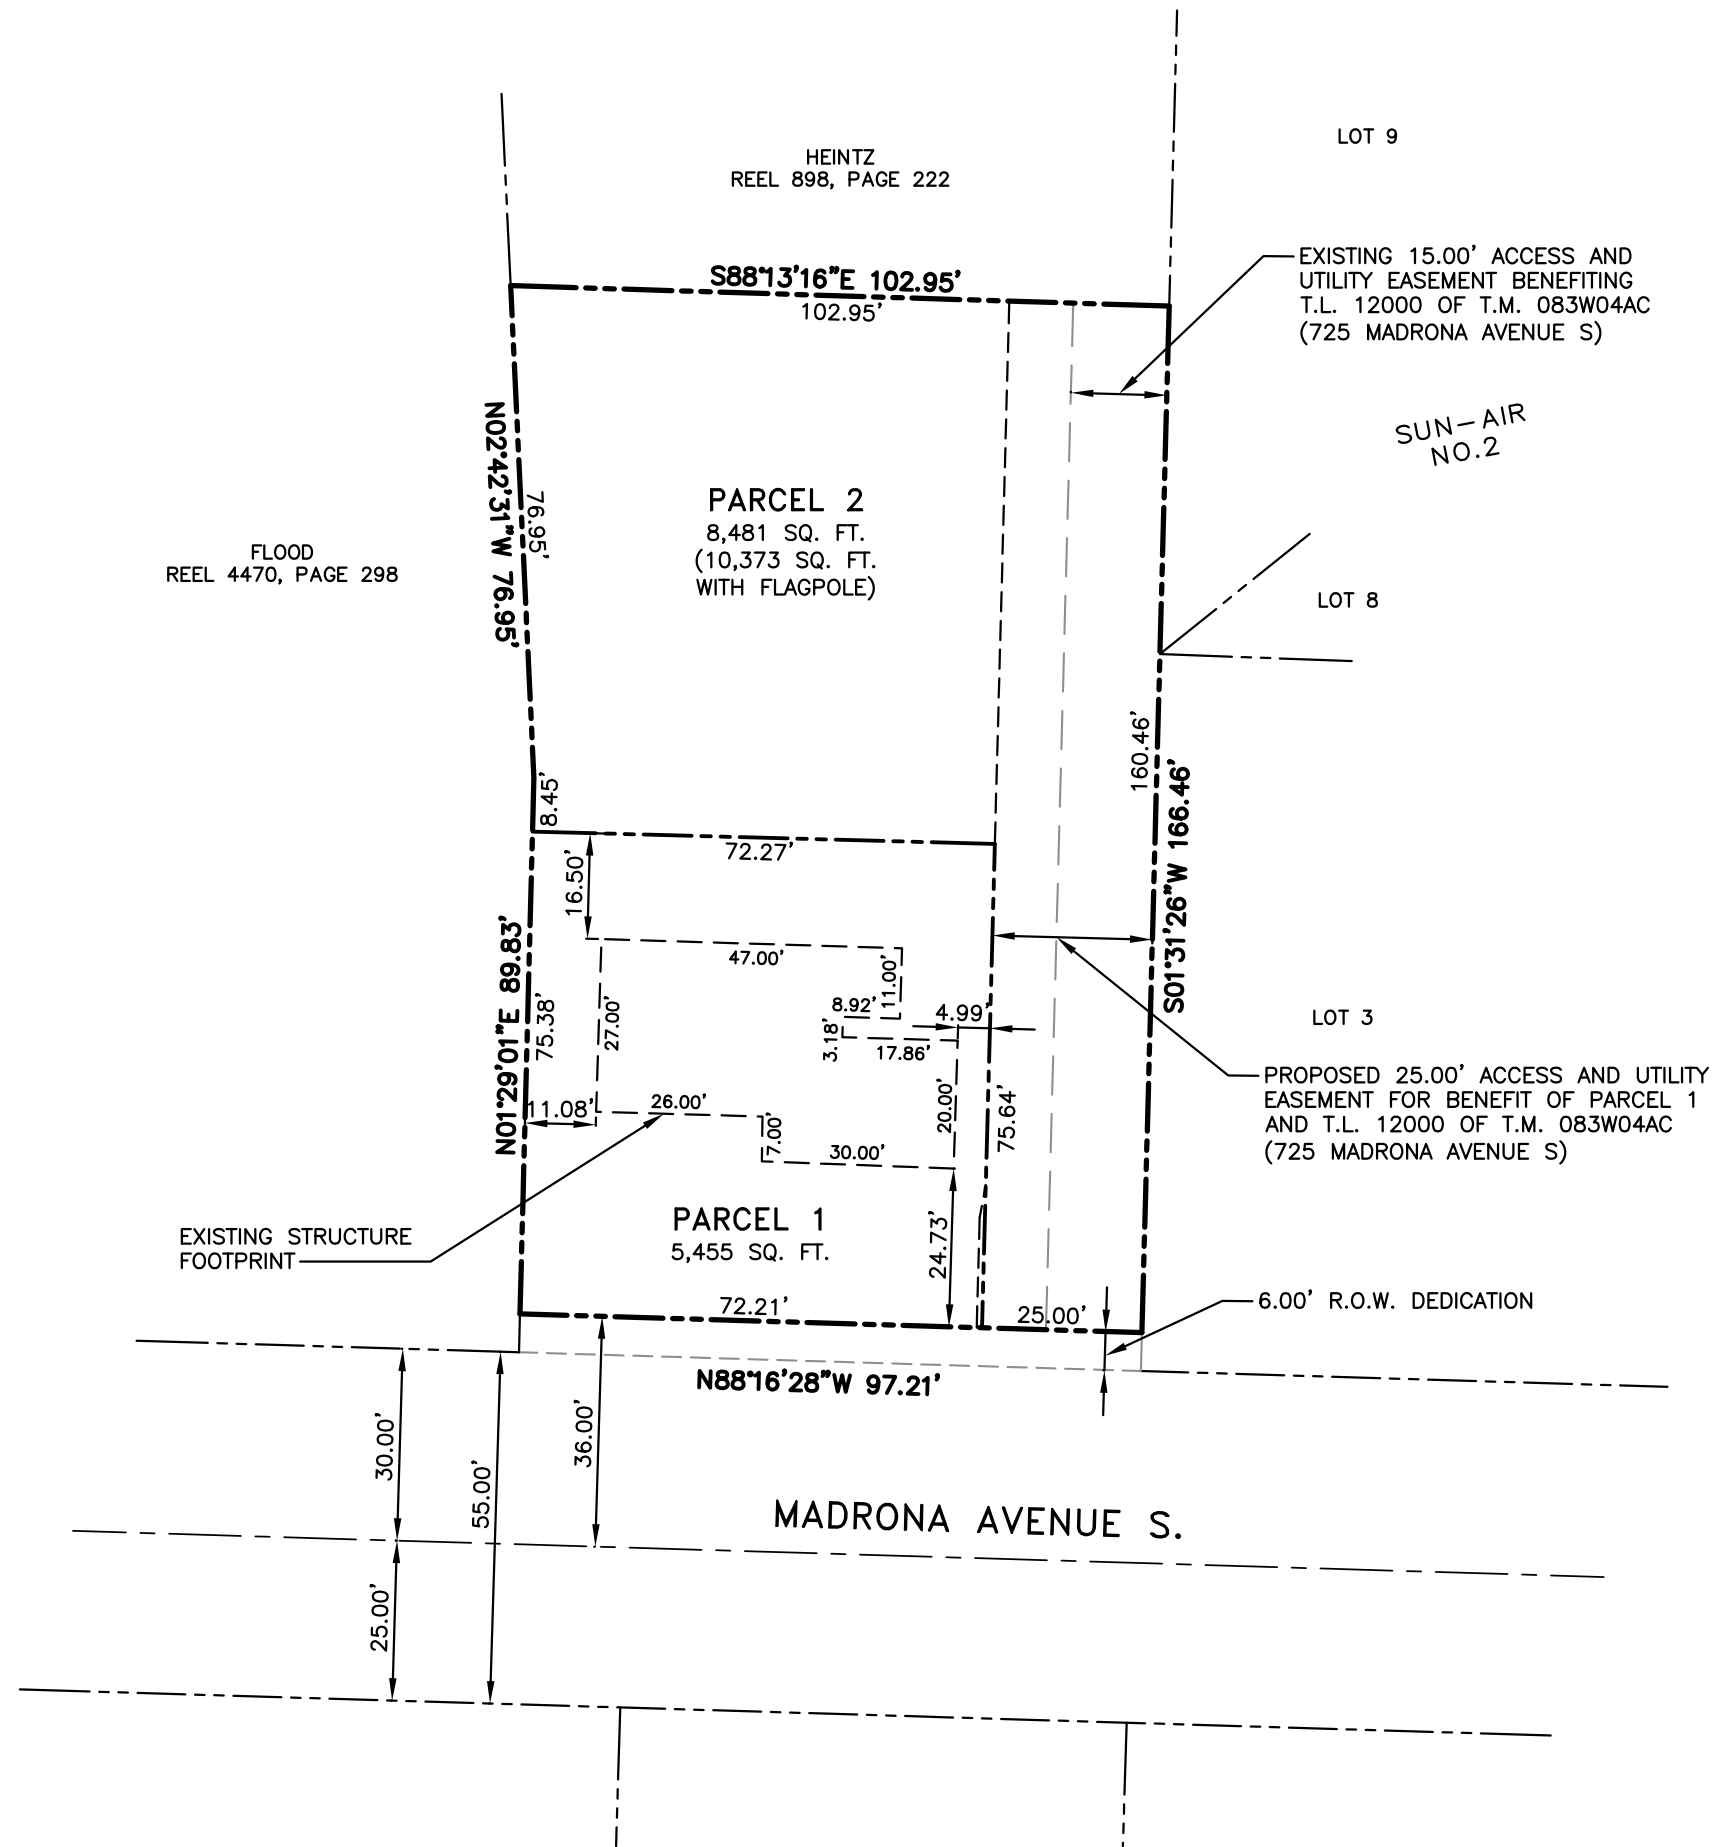 LOT 9
HEINTZ
REEL 898, PAGE 222
EXISTING 15.00' ACCESS AND
UTILITY EASEMENT BENEFITING
T.L. 12000 OF T.M. 083W04AC
(725 MADRONA AVENUE S)
S88°13'16"E 102.95'
102.95'
SUN-AIR
NO.2
N02°42'31"W 76.95'
76.95'
PARCEL 2
8,481 SQ. FT.
(10,373 SQ. FT.
WITH FLAGPOLE)
FLOOD
REEL 4470, PAGE 298
LOT 8
160.46'
S01°31'26"W 166.46'
8.45'
72.27'
16.50'
N01°29'01"E 89.83'
75.38'
47.00'
11.00'
8.92'
3.18'
17.86'
4.99'
27.00'
LOT 3
PROPOSED 25.00' ACCESS AND UTILITY
EASEMENT FOR BENEFIT OF PARCEL 1
AND T.L. 12000 OF T.M. 083W04AC
(725 MADRONA AVENUE S)
11.08'
26.00'
7.00'
30.00'
20.00'
75.64'
PARCEL 1
5,455 SQ. FT.
24.73'
EXISTING STRUCTURE
FOOTPRINT
72.21'
25.00'
6.00' R.O.W. DEDICATION
N88°16'28"W 97.21'
30.00'
36.00'
55.00'
MADRONA AVENUE S.
25.00'